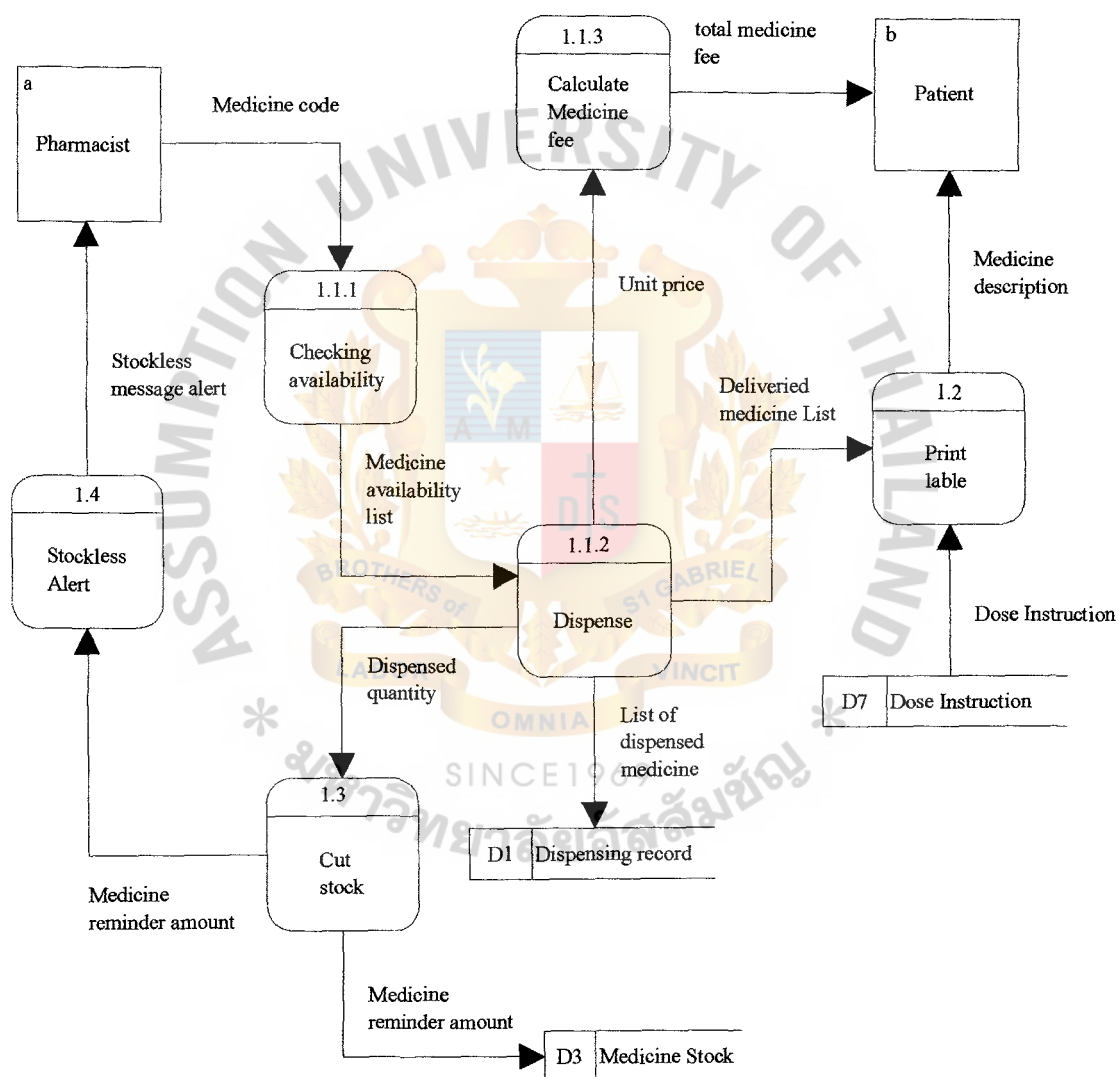 1.1.3
Calculate
Medicine
fee
total medicine
fee
b
Patient
a
Pharmacist
Medicine code
1.1.1
Checking
availability
Unit price
Medicine
description
Stockless
message alert
Deliveried
medicine List
1.2
Print
lable
1.4
Stockless
Alert
Medicine
availability
list
1.1.2
Dispense
Dose Instruction
Dispensed
quantity
D7 Dose Instruction
List of
dispensed
medicine
1.3
Cut
stock
D1 Dispensing record
Medicine
reminder amount
Medicine
reminder amount
D3 Medicine Stock
ASSUMPTION UNIVERSITY OF THAILAND
A M
D S
BROTHERS of
S1 GABRIEL
LABOR
VINCIT
OMNIA
* *
SINCE 1969
มหาวิทยาลัยอัสสัมชัญ